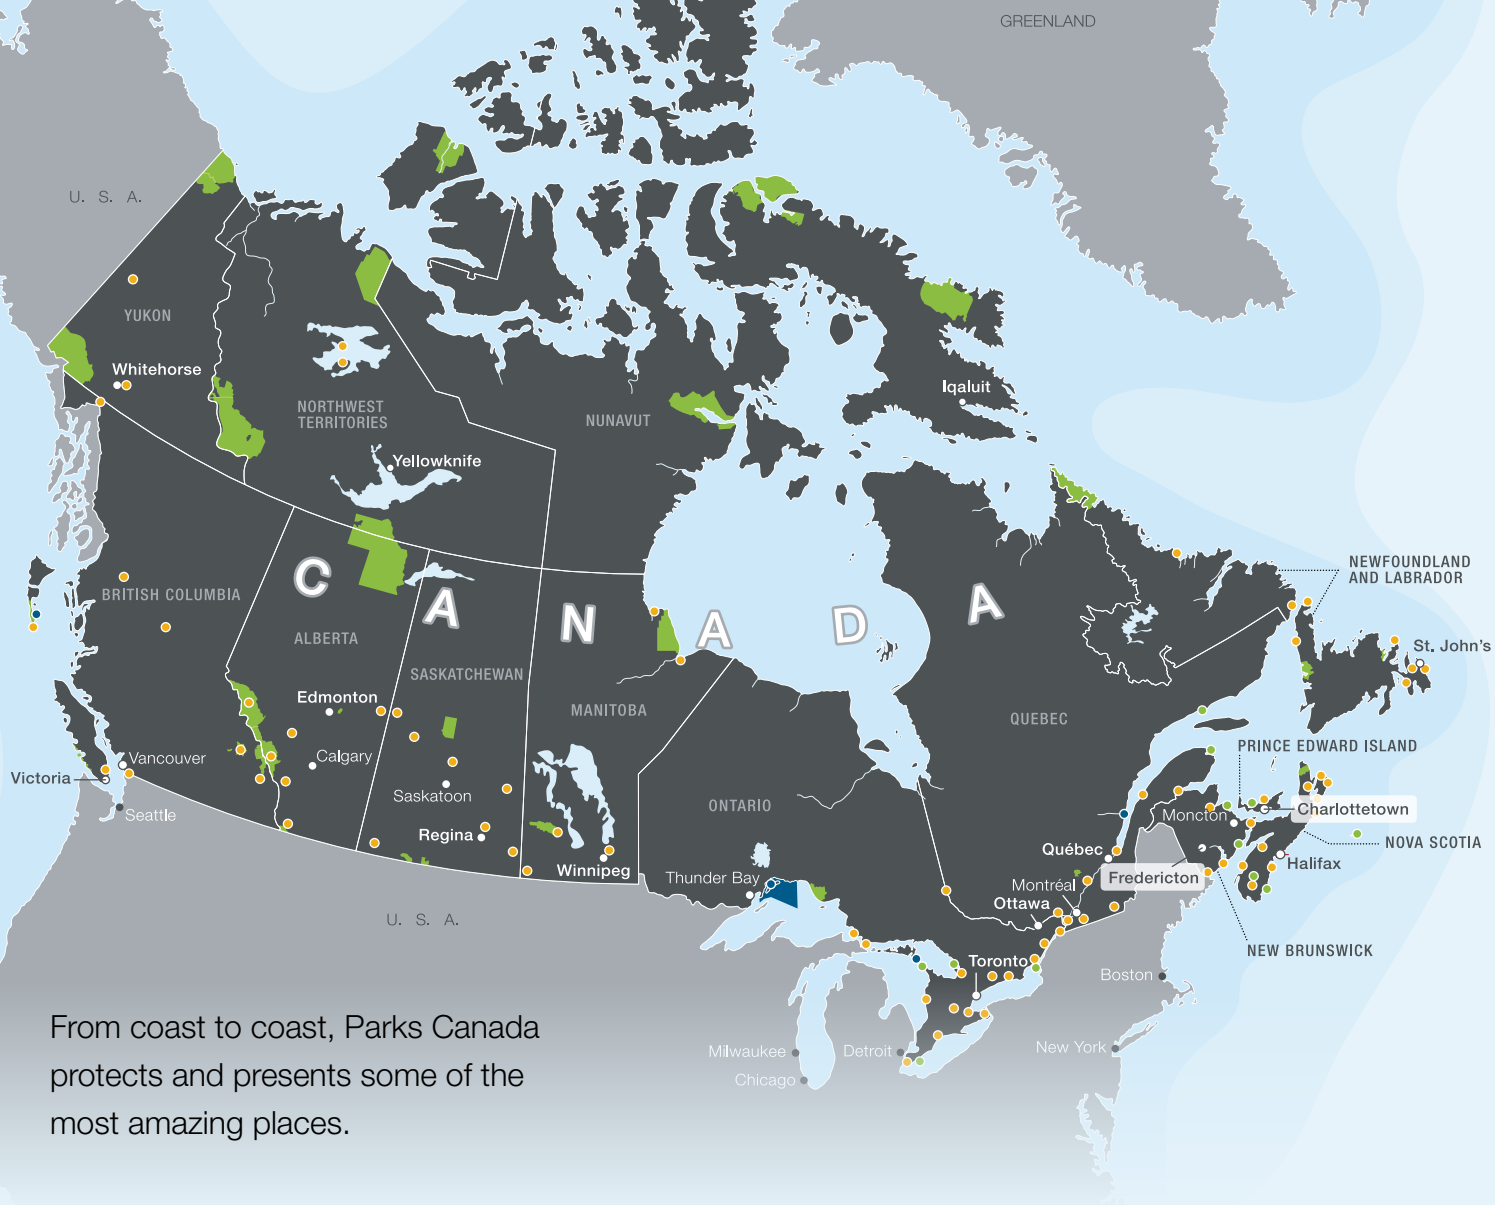 GREENLAND
U. S. A.
YUKON
Whitehorse
NORTHWEST
TERRITORIES
NUNAVUT
Iqaluit
Yellowknife
C A N A D A
NEWFOUNDLAND
AND LABRADOR
BRITISH COLUMBIA
ALBERTA
SASKATCHEWAN
MANITOBA
QUEBEC
ONTARIO
St. John's
Edmonton
PRINCE EDWARD ISLAND
Vancouver
Calgary
Victoria
Saskatoon
Seattle
Regina
Winnipeg
Charlottetown
Moncton
NOVA SCOTIA
Québec
Halifax
Thunder Bay
Fredericton
Montréal
Ottawa
U. S. A.
NEW BRUNSWICK
Toronto
Boston
From coast to coast, Parks Canada
protects and presents some of the
most amazing places.
New York
Milwaukee
Detroit
Chicago